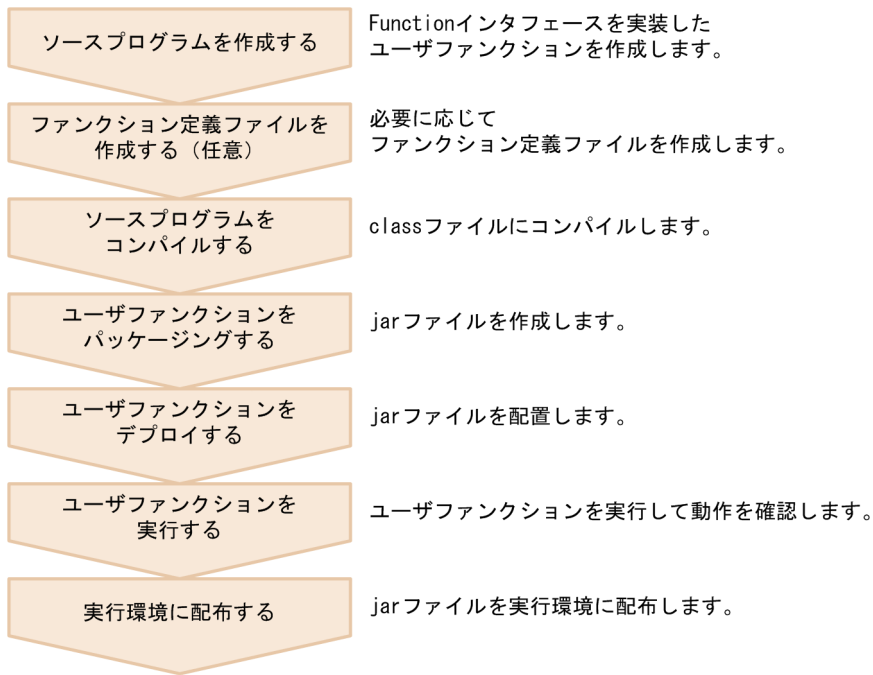 ソースプログラムを作成する
Functionインタフェースを実装した
ユーザファンクションを作成します。
ファンクション定義ファイルを
作成する（任意）
必要に応じて
ファンクション定義ファイルを作成します。
ソースプログラムを
コンパイルする
classファイルにコンパイルします。
ユーザファンクションを
パッケージングする
jarファイルを作成します。
ユーザファンクションを
デプロイする
jarファイルを配置します。
ユーザファンクションを
実行する
ユーザファンクションを実行して動作を確認します。
実行環境に配布する
jarファイルを実行環境に配布します。